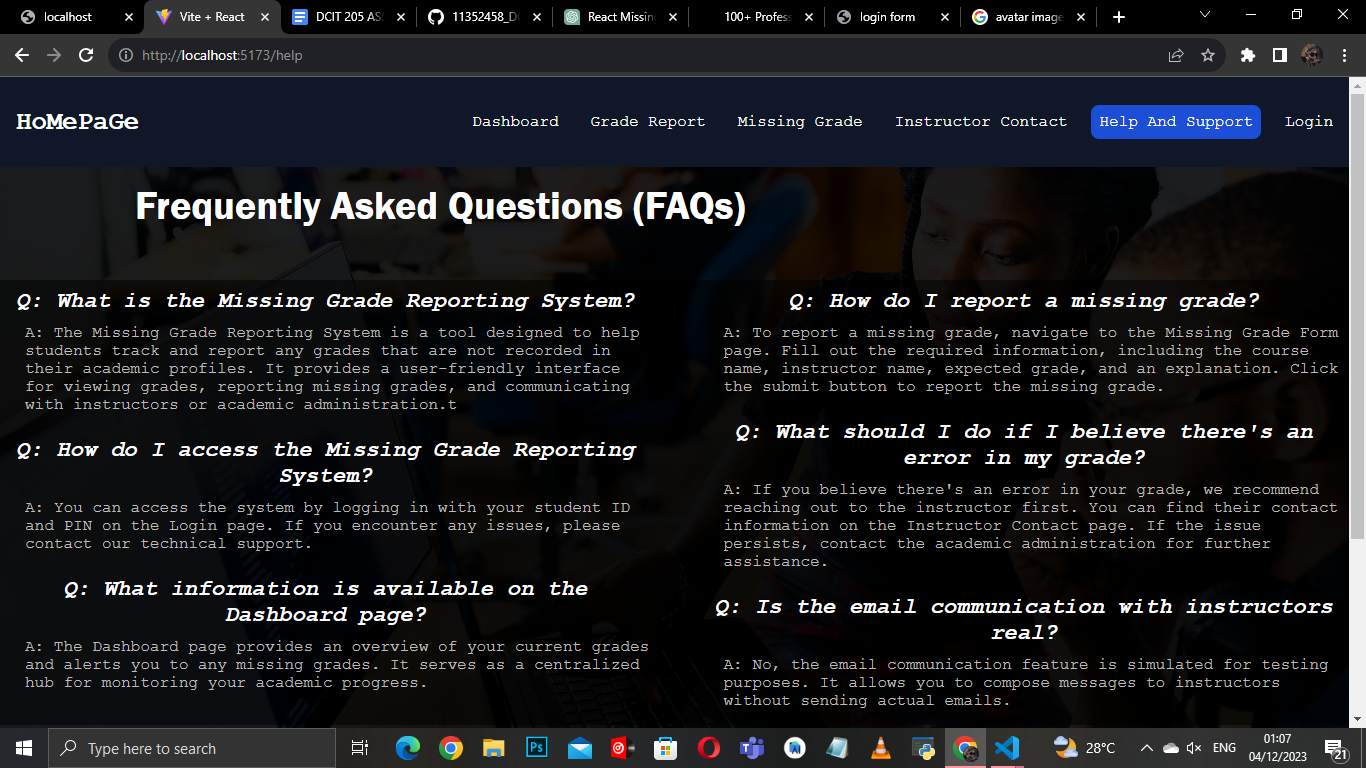 localhost
Vite + React
DCIT 205 AS
11352458_D
React Missin
100+ Profess
login form
avatar image
http://localhost:5173/help
HoMePaGe
Dashboard
Grade Report
Missing Grade
Instructor Contact
Help And Support
Login
Frequently Asked Questions (FAQs)
Q: What is the Missing Grade Reporting System?
A: The Missing Grade Reporting System is a tool designed to help
students track and report any grades that are not recorded in
their academic profiles. It provides a user-friendly interface
for viewing grades, reporting missing grades, and communicating
with instructors or academic administration.t
Q: How do I access the Missing Grade Reporting
System?
A: You can access the system by logging in with your student ID
and PIN on the Login page. If you encounter any issues, please
contact our technical support.
Q: What information is available on the
Dashboard page?
A: The Dashboard page provides an overview of your current grades
and alerts you to any missing grades. It serves as a centralized
hub for monitoring your academic progress.
Q: How do I report a missing grade?
A: To report a missing grade, navigate to the Missing Grade Form
page. Fill out the required information, including the course
name, instructor name, expected grade, and an explanation. Click
the submit button to report the missing grade.
Q: What should I do if I believe there's an
error in my grade?
A: If you believe there's an error in your grade, we recommend
reaching out to the instructor first. You can find their contact
information on the Instructor Contact page. If the issue
persists, contact the academic administration for further
assistance.
Q: Is the email communication with instructors
real?
A: No, the email communication feature is simulated for testing
purposes. It allows you to compose messages to instructors
without sending actual emails.
Type here to search
Ps
28°C
ENG
01:07
04/12/2023
21